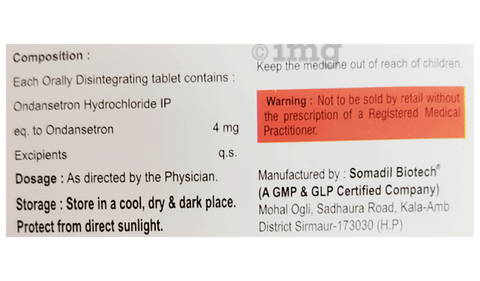 Composition :
Each Orally Disintegrating tablet contains :
Ondansetron Hydrochloride IP
eq. to Ondansetron 4 mg
Excipients q.s.
Dosage : As directed by the Physician.
Storage : Store in a cool, dry & dark place.
Protect from direct sunlight.
©img
Keep the medicine out of reach of children.
Warning : Not to be sold by retail without
the prescription of a Registered Medical
Practitioner.
Manufactured by : Somadil Biotech®
(A GMP & GLP Certified Company)
Mohal Ogli, Sadhaura Road, Kala-Amb
District Sirmaur-173030 (H.P)